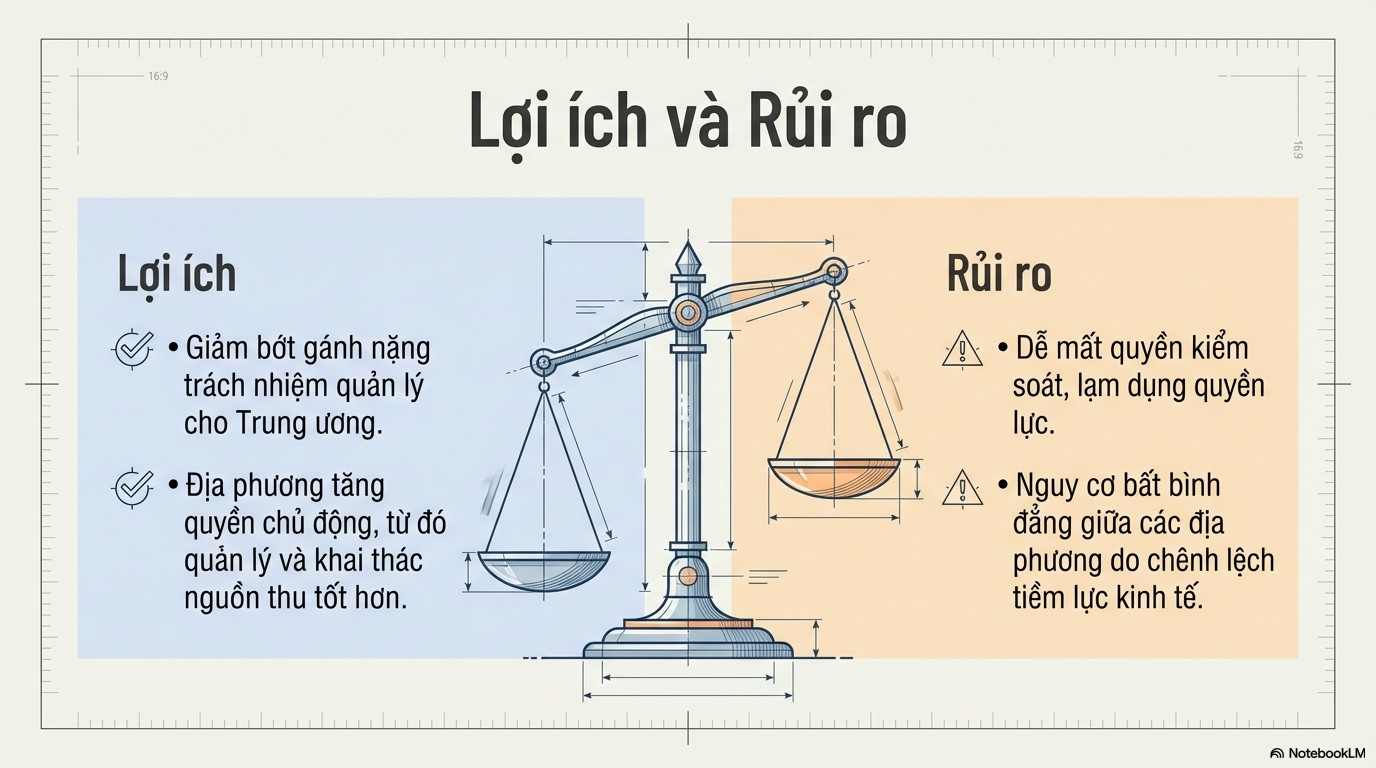 16:9
16:9
Lợi ích và Rủi ro
Lợi ích
• Giảm bớt gánh nặng
trách nhiệm quản lý
cho Trung ương.
• Địa phương tăng
quyền chủ động, từ đó
quản lý và khai thác
nguồn thu tốt hơn.
Rủi ro
• Dễ mất quyền kiểm
soát, lạm dụng quyền
lực.
• Nguy cơ bất bình
đẳng giữa các địa
phương do chênh lệch
tiềm lực kinh tế.
NotebookLM